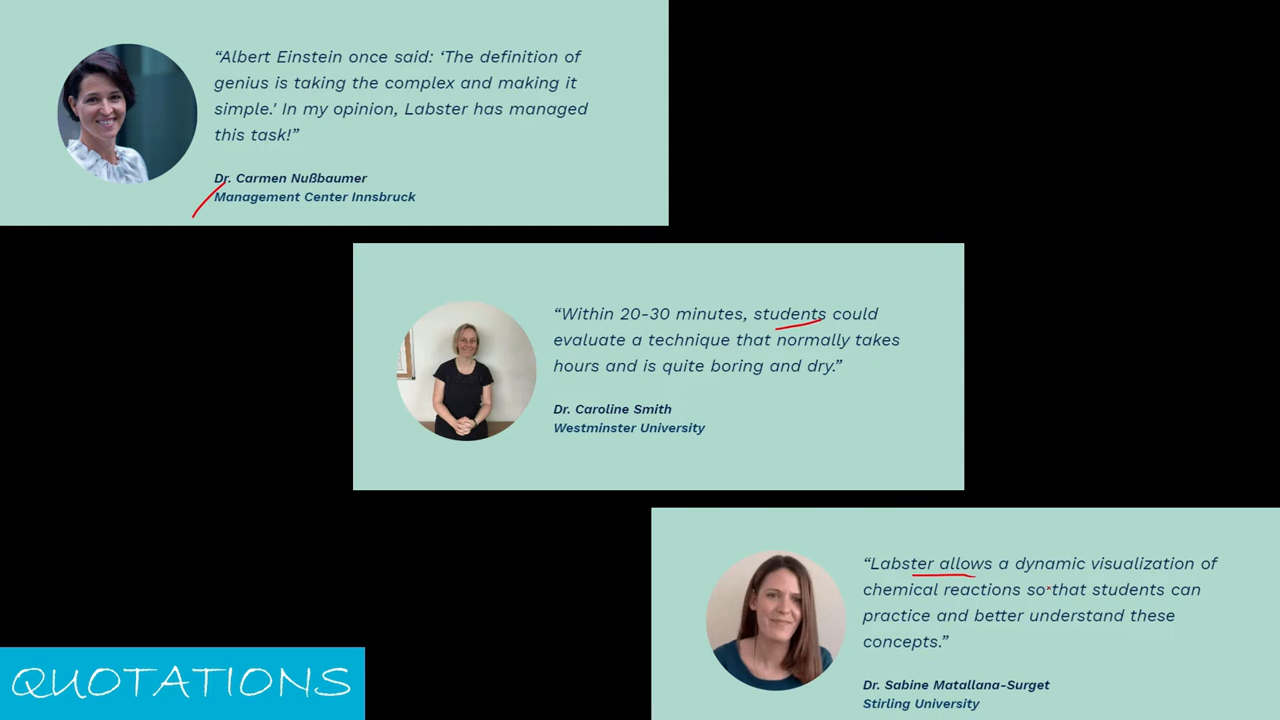 “Albert Einstein once said: ‘The definition of
genius is taking the complex and making it
simple.' In my opinion, Labster has managed
this task!”
Dr. Carmen Nußbaumer
Management Center Innsbruck
“Within 20-30 minutes, students could
evaluate a technique that normally takes
hours and is quite boring and dry.”
Dr. Caroline Smith
Westminster University
“Labster allows a dynamic visualization of
chemical reactions so that students can
practice and better understand these
concepts.”
Dr. Sabine Matallana-Surget
Stirling University
QUOTATIONS